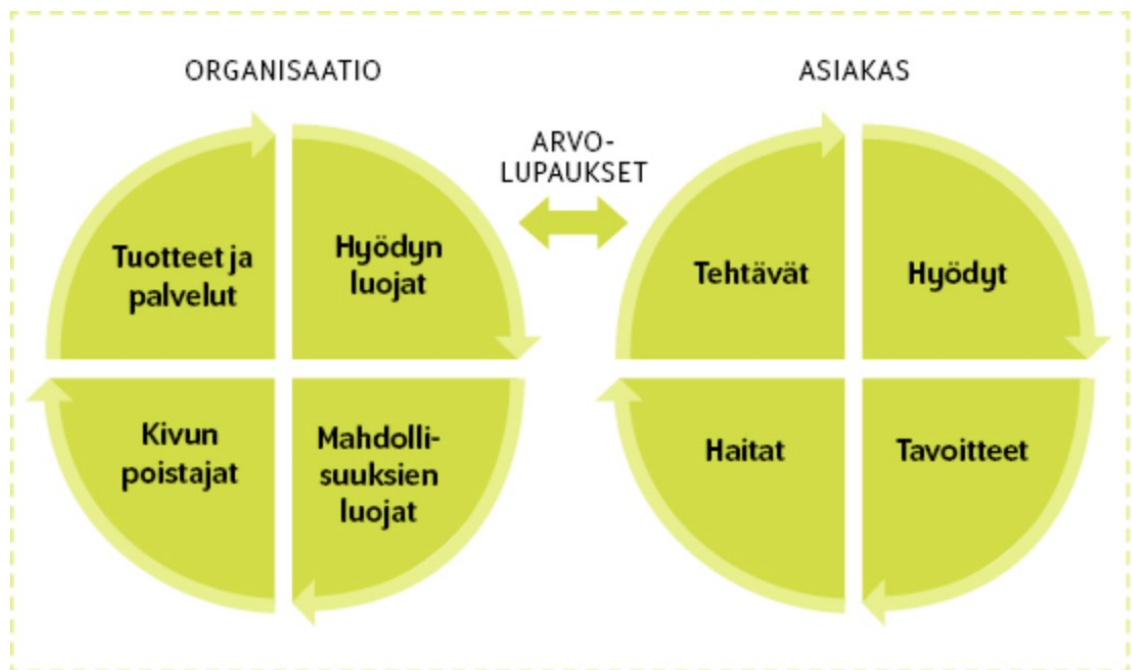 ORGANISAATIO
ASIAKAS
ARVO-
LUPAUKSET
Tuotteet ja
palvelut
Hyödyn
luojat
Kivun
poistajat
Mahdolli-
suuksien
luojat
Tehtävät
Hyödyt
Haitat
Tavoitteet